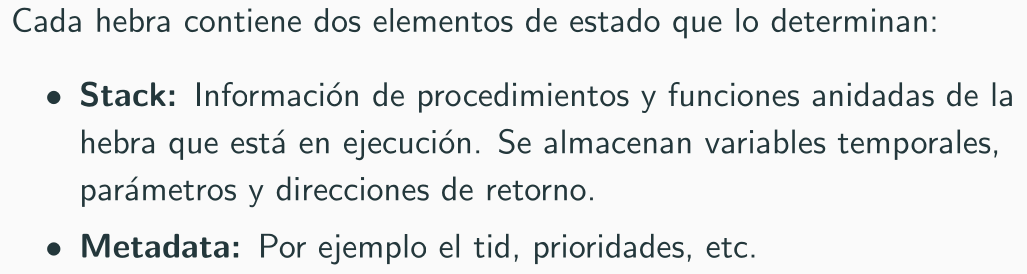 Cada hebra contiene dos elementos de estado que lo determinan:
• Stack: Información de procedimientos y funciones anidadas de la
hebra que está en ejecución. Se almacenan variables temporales,
parámetros y direcciones de retorno.
• Metadata: Por ejemplo el tid, prioridades, etc.